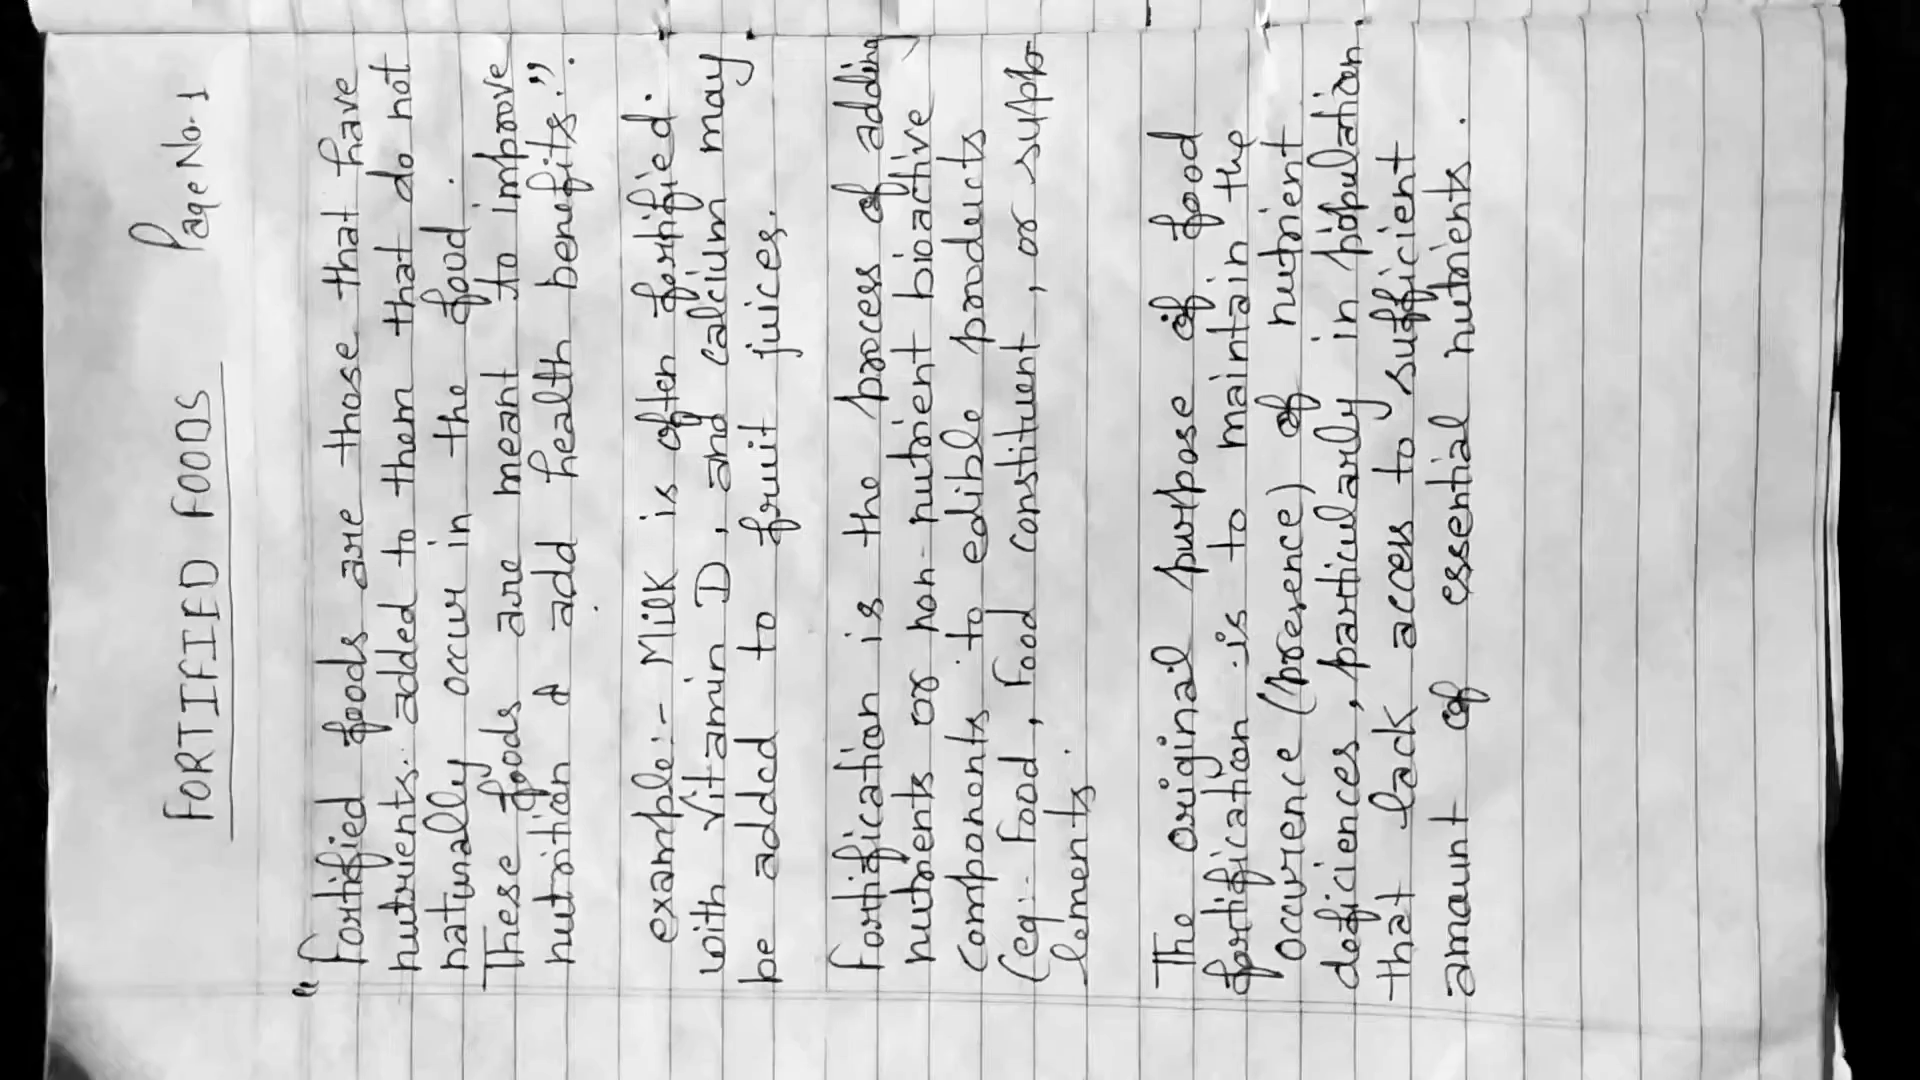 Page No. 1
FORTIFIED FOODS
"Fortified foods are those that have
nutrients added to them that do not
naturally occur in the food.
These foods are meant to improve
nutrition & add health benefits".
example:- Milk is often fortified.
with Vitamin D, and calcium may
be added to fruit juices.
Fortification is the process of adding
nutrients or non-nutrient bioactive
components to edible products
(eg:- Food, Food constituent, or supp
lements.
The original purpose of food
fortification is to maintain the
occurience (presence) of nutrient
deficiences, particularly in population.
that lack access to sufficient
amount of essential nutrients.